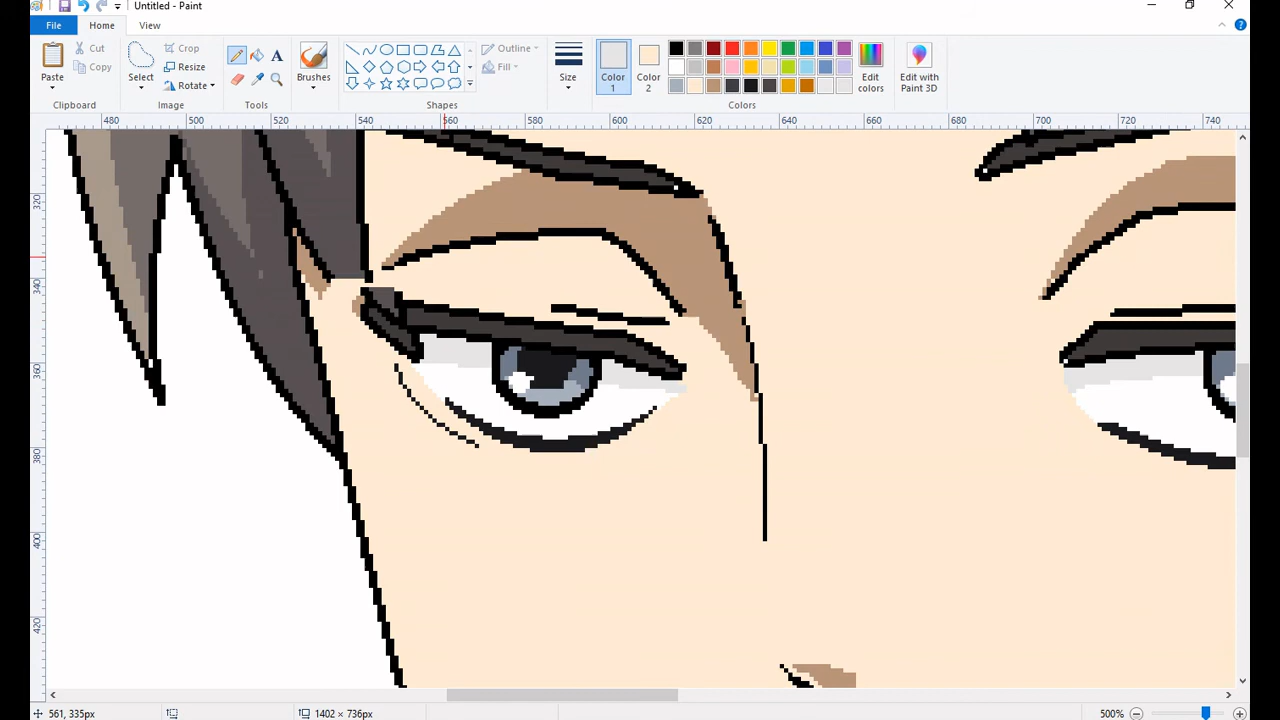 Untitled - Paint
File Home View
Paste
Cut
Copy
Clipboard
Select
Crop
Resize
Rotate
Image
A
Tools
Brushes
Outline
Fill
Shapes
Size
Color 1
Color 2
Edit colors
Colors
Edit with Paint 3D
480 500 520 540 560 580 600 620 640 660 680 700 720 740
320
340
360
380
400
420
561, 335px
1402 × 736px
500%